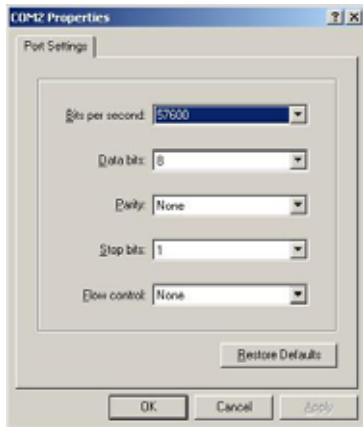 COM2 Properties
Port Settings
Bits per second: 57600
Data bits: 8
Parity: None
Stop bits: 1
Flow control: None
Restore Defaults
OK Cancel Apply